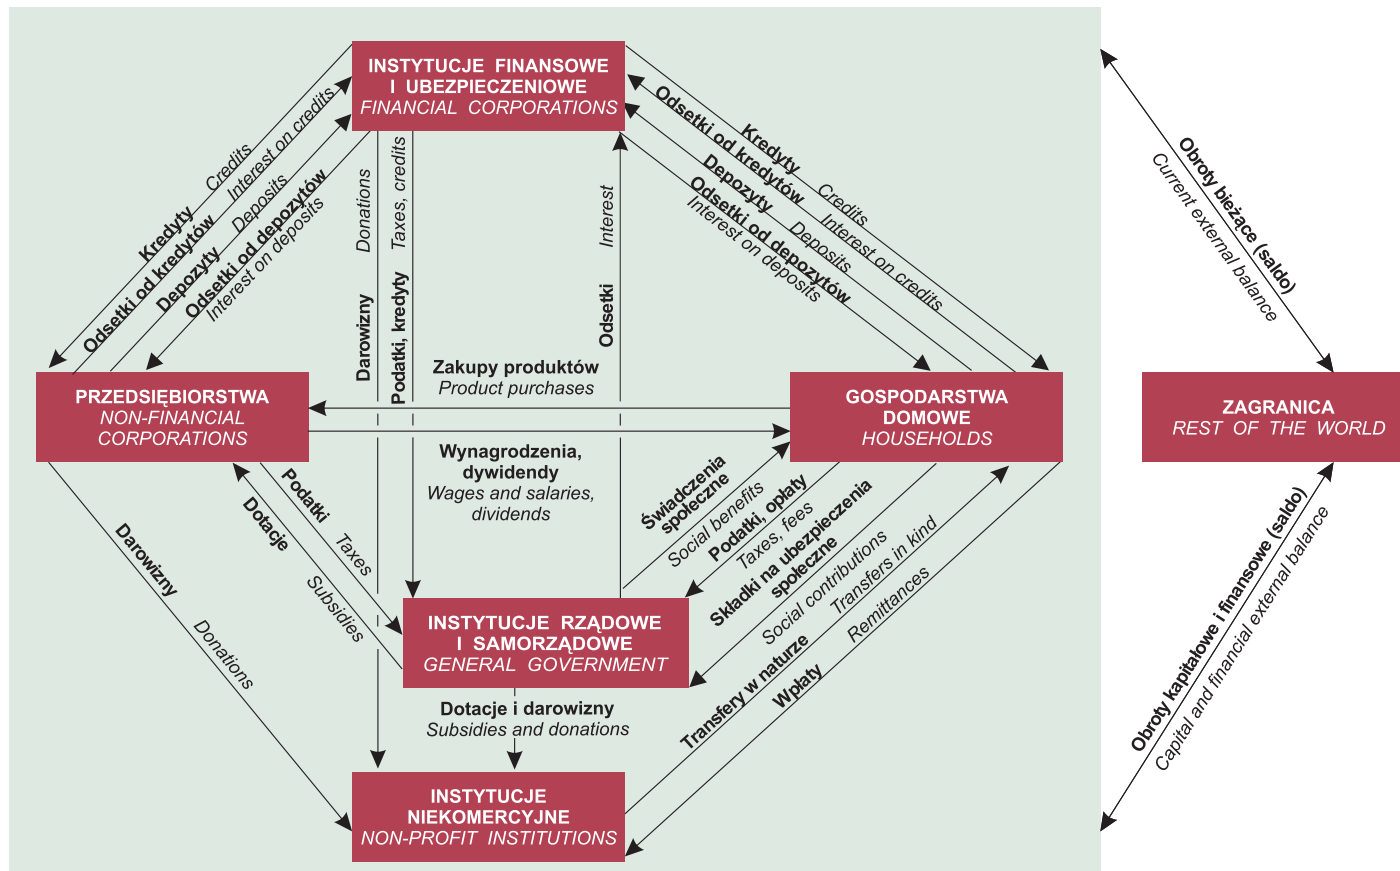 INSTYTUCJE FINANSOWE
I UBEZPIECZENIOWE
FINANCIAL CORPORATIONS
Kredyty
Credits
Odsetki od kredytów
Interest on credits
Depozyty
Deposits
Odsetki od depozytów
Interest on deposits
Darowizny
Donations
Podatki, kredyty
Taxes, credits
Odsetki
Interest
Kredyty
Credits
Odsetki od kredytów
Interest on credits
Depozyty
Deposits
Odsetki od depozytów
Interest on deposits
Obroty bieżące (saldo)
Current external balance
PRZEDSIĘBIORSTWA
NON-FINANCIAL
CORPORATIONS
Zakupy produktów
Product purchases
Wynagrodzenia,
dywidendy
Wages and salaries,
dividends
GOSPODARSTWA
DOMOWE
HOUSEHOLDS
ZAGRANICA
REST OF THE WORLD
Darowizny
Donations
Dotacje
Subsidies
Podatki
Taxes
Świadczenia
społeczne
Social benefits
Podatki, opłaty
Taxes, fees
Składki na ubezpieczenia
społeczne
Social contributions
Transfery w naturze
Transfers in kind
Wpłaty
Remittances
Obroty kapitałowe i finansowe (saldo)
Capital and financial external balance
INSTYTUCJE RZĄDOWE
I SAMORZĄDOWE
GENERAL GOVERNMENT
Dotacje i darowizny
Subsidies and donations
INSTYTUCJE
NIEKOMERCYJNE
NON-PROFIT INSTITUTIONS